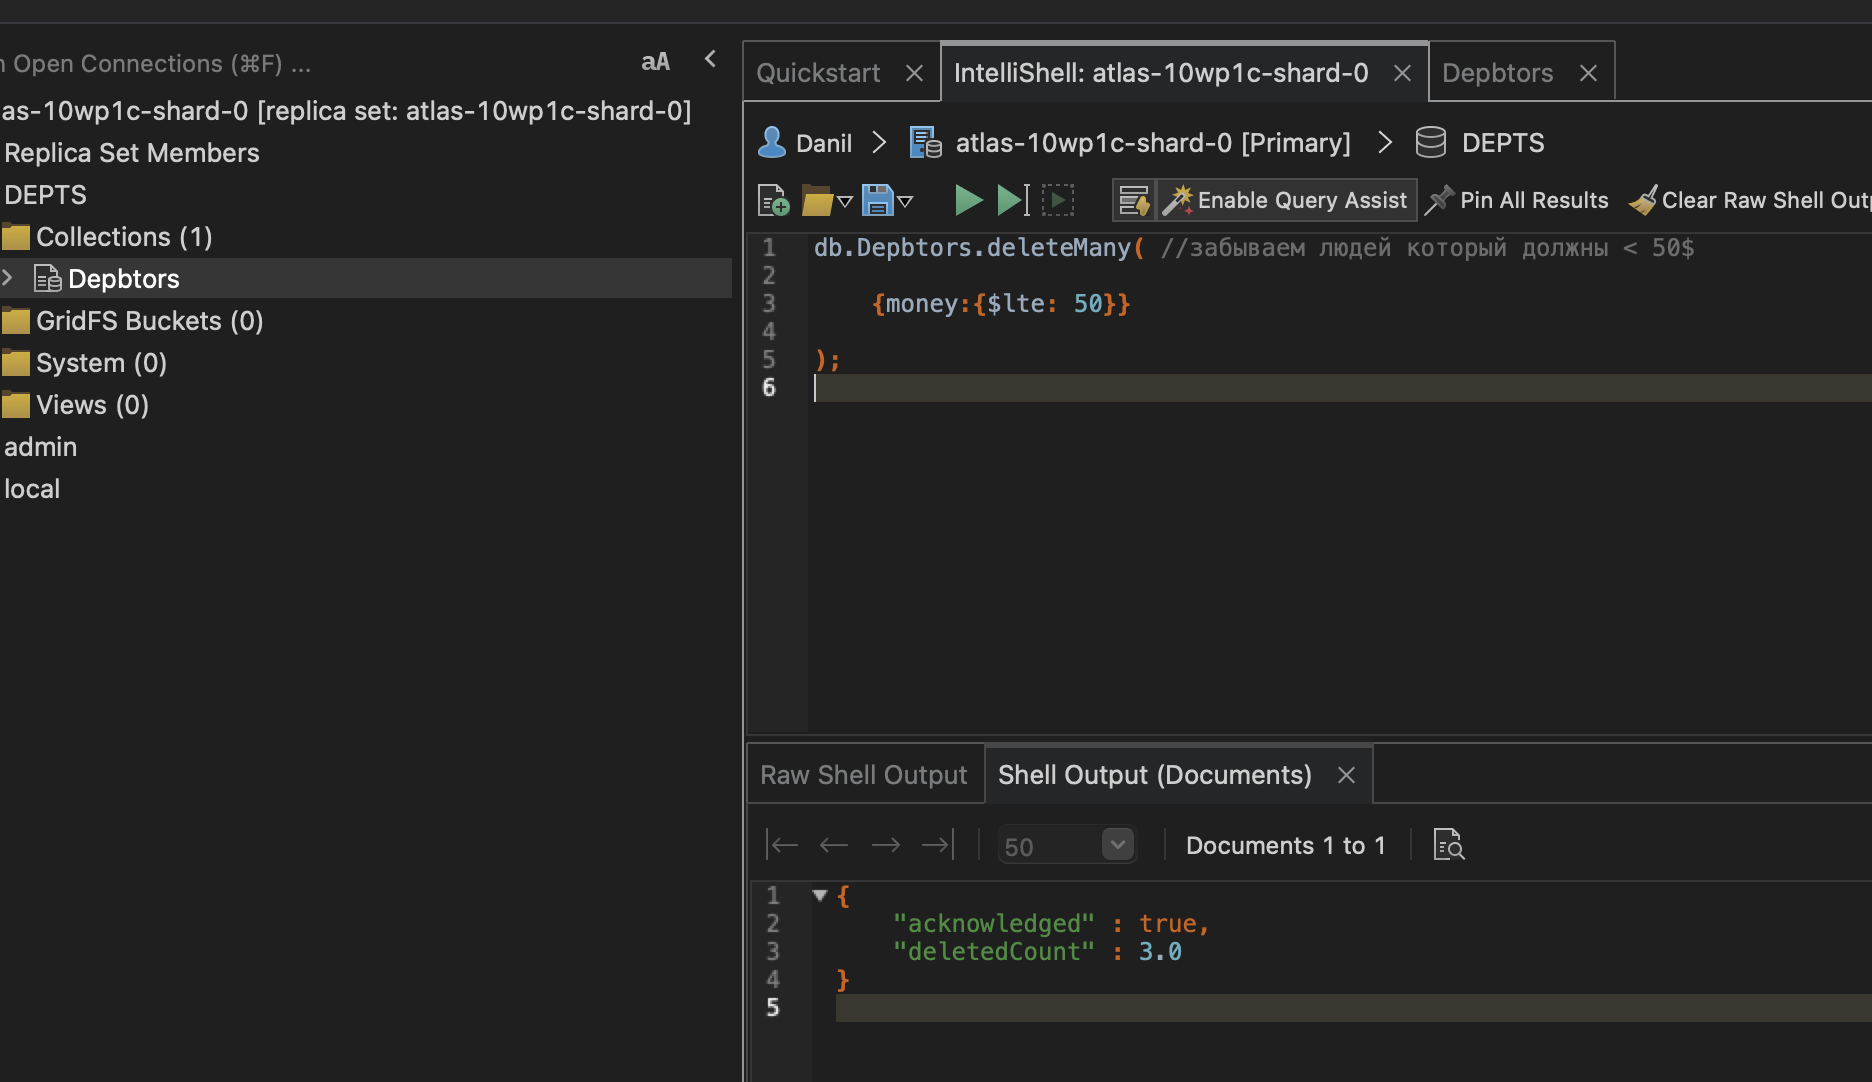 n Open Connections (⌘F) ...
aA
as-10wp1c-shard-0 [replica set: atlas-10wp1c-shard-0]
Replica Set Members
DEPTS
Collections (1)
Depbtors
GridFS Buckets (0)
System (0)
Views (0)
admin
local
Quickstart
IntelliShell: atlas-10wp1c-shard-0
Depbtors
Danil > atlas-10wp1c-shard-0 [Primary] > DEPTS
Enable Query Assist
Pin All Results
Clear Raw Shell Outp
1 db.Depbtors.deleteMany( //забываем людей который должны < 50$
2
3 {money:{$lte: 50}}
4
5 );
6
Raw Shell Output
Shell Output (Documents)
50
Documents 1 to 1
1 {
2 "acknowledged" : true,
3 "deletedCount" : 3.0
4 }
5